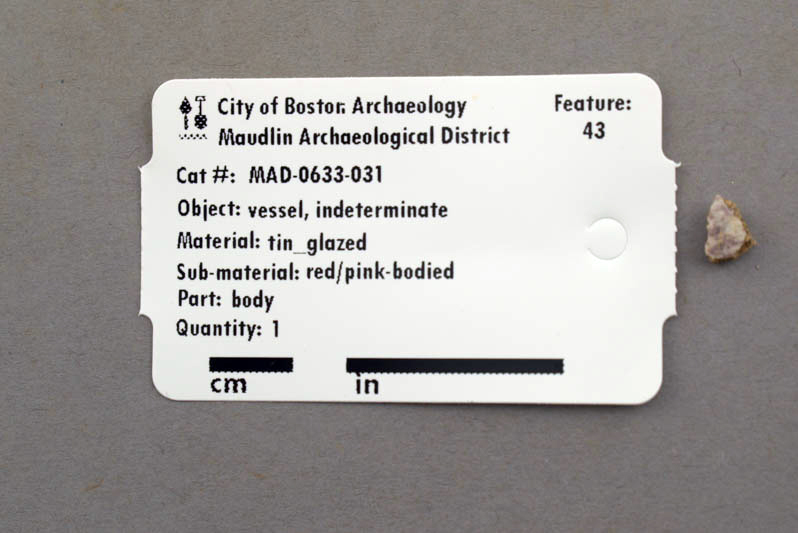 City of Boston Archaeology
Maudlin Archaeological District
Feature:
43
Cat #: MAD-0633-031
Object: vessel, indeterminate
Material: tin_glazed
Sub-material: red/pink-bodied
Part: body
Quantity: 1
cm in